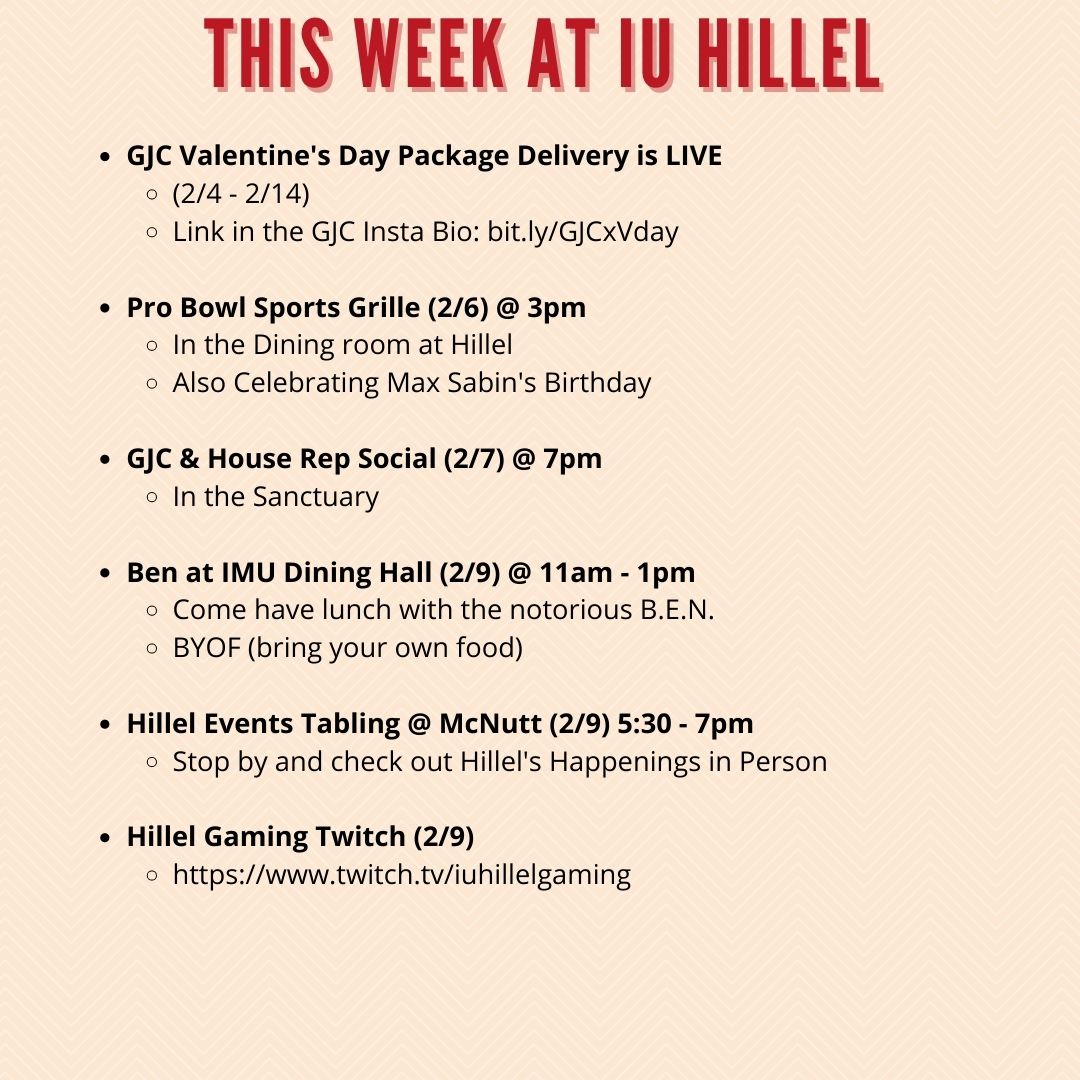 THIS WEEK AT IU HILLEL
• GJC Valentine's Day Package Delivery is LIVE
◦ (2/4 - 2/14)
◦ Link in the GJC Insta Bio: bit.ly/GJCxVday
• Pro Bowl Sports Grille (2/6) @ 3pm
◦ In the Dining room at Hillel
◦ Also Celebrating Max Sabin's Birthday
• GJC & House Rep Social (2/7) @ 7pm
◦ In the Sanctuary
• Ben at IMU Dining Hall (2/9) @ 11am - 1pm
◦ Come have lunch with the notorious B.E.N.
◦ BYOF (bring your own food)
• Hillel Events Tabling @ McNutt (2/9) 5:30 - 7pm
◦ Stop by and check out Hillel's Happenings in Person
• Hillel Gaming Twitch (2/9)
◦ https://www.twitch.tv/iuhillelgaming